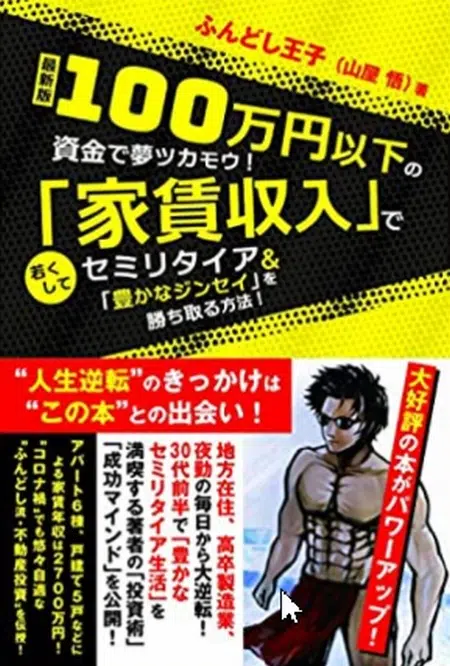 ふんどし王子（山屋 悟）著
最新版
100万円以下の
資金で夢ツカモウ！
「家賃収入」で
若くして
セミリタイア&
「豊かなジンセイ」を
勝ち取る方法！
“人生逆転”のきっかけは
“この本”との出会い！
大好評の本がパワーアップ！
地方在住、高卒製造業、
夜勤の毎日から大逆転！
30代前半で「豊かな
セミリタイア生活」を
満喫する著者の「投資術」
「成功マインド」を公開！
アパート6棟、戸建て5戸などに
よる家賃年収は2700万円！
“コロナ禍”でも悠々自適な
“ふんどし流・不動産投資”を伝授！